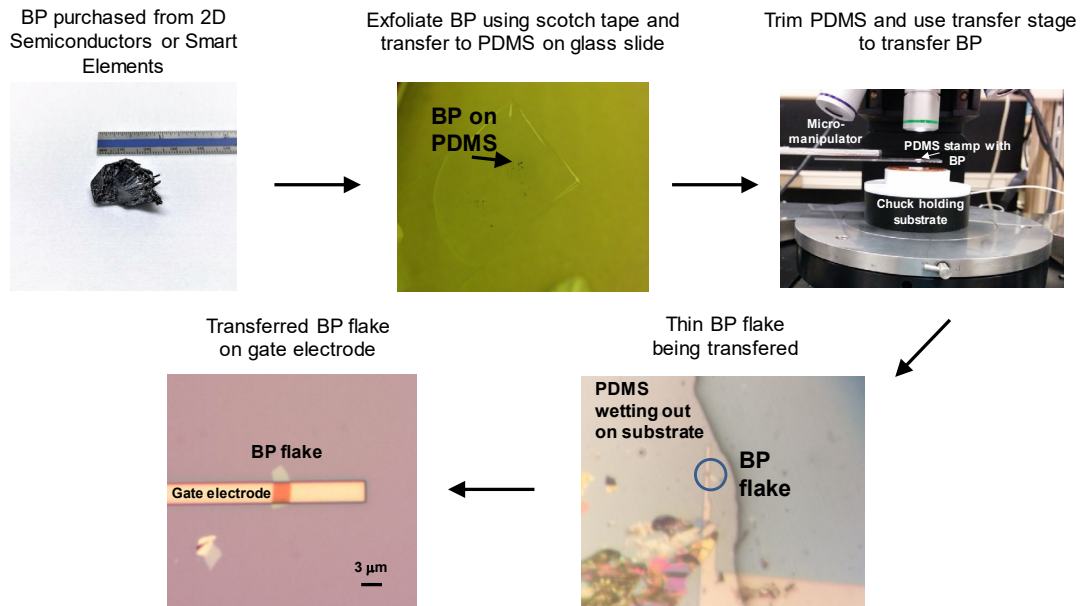 BP purchased from 2D
Semiconductors or Smart
Elements
Exfoliate BP using scotch tape and
transfer to PDMS on glass slide
BP on
PDMS
Trim PDMS and use transfer stage
to transfer BP
Micro-
manipulator
PDMS stamp with
BP
Chuck holding
substrate
Transferred BP flake
on gate electrode
BP flake
Gate electrode
3 μm
Thin BP flake
being transfered
PDMS
wetting out
on substrate
BP
flake